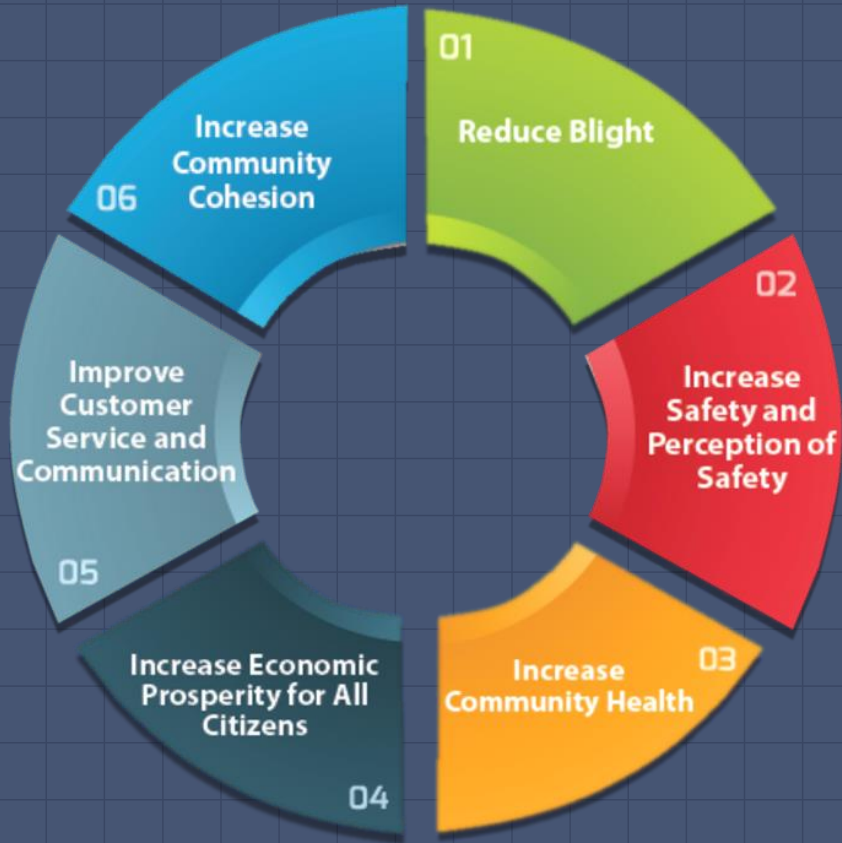 01
Reduce Blight
02
Increase
Safety and
Perception of
Safety
03
Increase
Community Health
04
Increase Economic
Prosperity for All
Citizens
05
Improve
Customer
Service and
Communication
06
Increase
Community
Cohesion